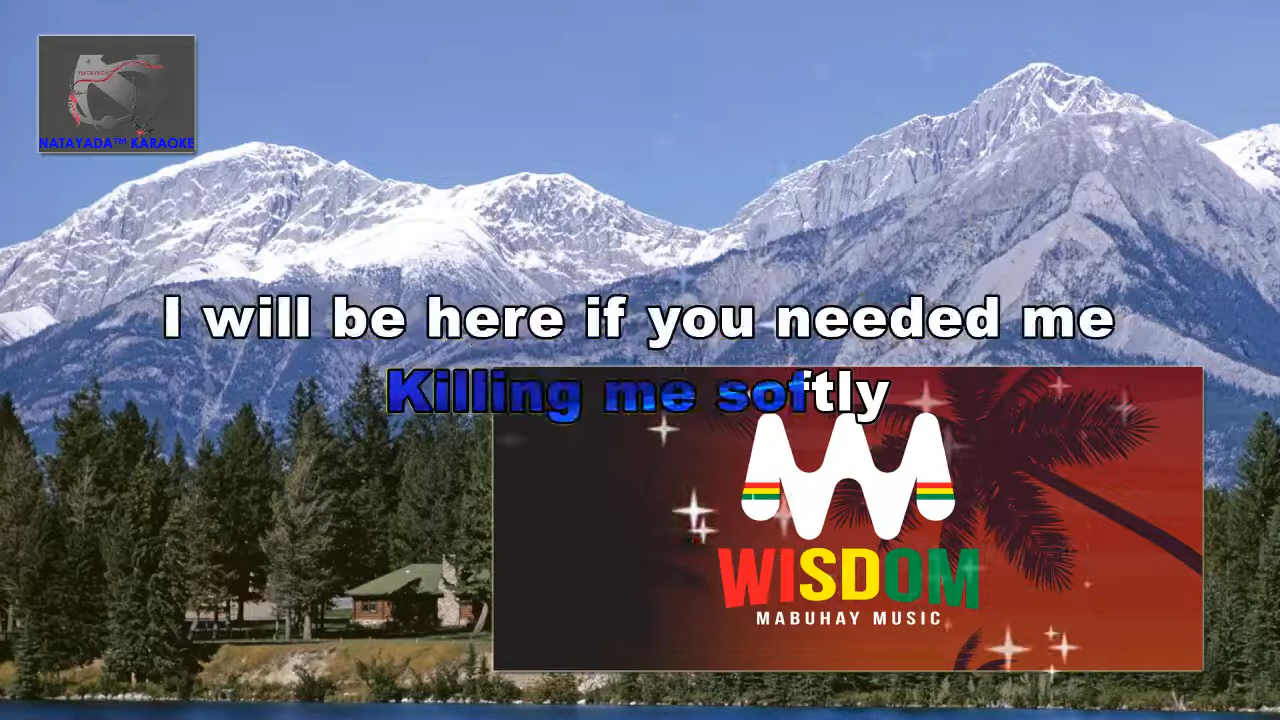 NATAYADA™ KARAOKE
I will be here if you needed me
Killing me softly
WISDOM
MABUHAY MUSIC